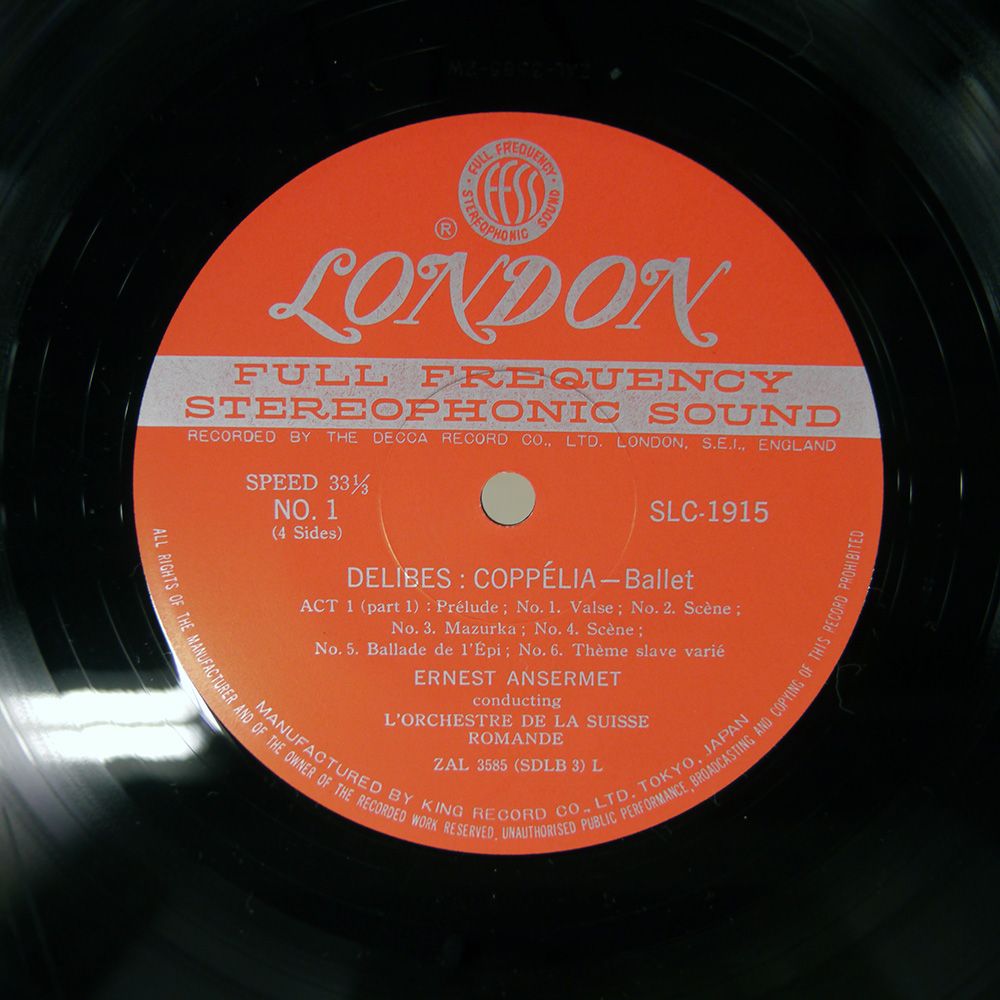 FULL FREQUENCY
FFSS
STEREOPHONIC SOUND
®
LONDON
FULL FREQUENCY
STEREOPHONIC SOUND
RECORDED BY THE DECCA RECORD CO., LTD. LONDON, S.E.I., ENGLAND
SPEED 33⅓
NO. 1
(4 Sides)
SLC-1915
DELIBES : COPPÉLIA—Ballet
ACT 1 (part 1) : Prélude ; No. 1. Valse ; No. 2. Scène ;
No. 3. Mazurka ; No. 4. Scène ;
No. 5. Ballade de l'Épi ; No. 6. Thème slave varié
ERNEST ANSERMET
conducting
L'ORCHESTRE DE LA SUISSE
ROMANDE
ZAL 3585 (SDLB 3) L
MANUFACTURED BY KING RECORD CO., LTD. TOKYO, JAPAN
ALL RIGHTS OF THE MANUFACTURER AND OF THE OWNER OF THE RECORDED WORK RESERVED, UNAUTHORISED PUBLIC PERFORMANCE, BROADCASTING AND COPYING OF THIS RECORD PROHIBITED